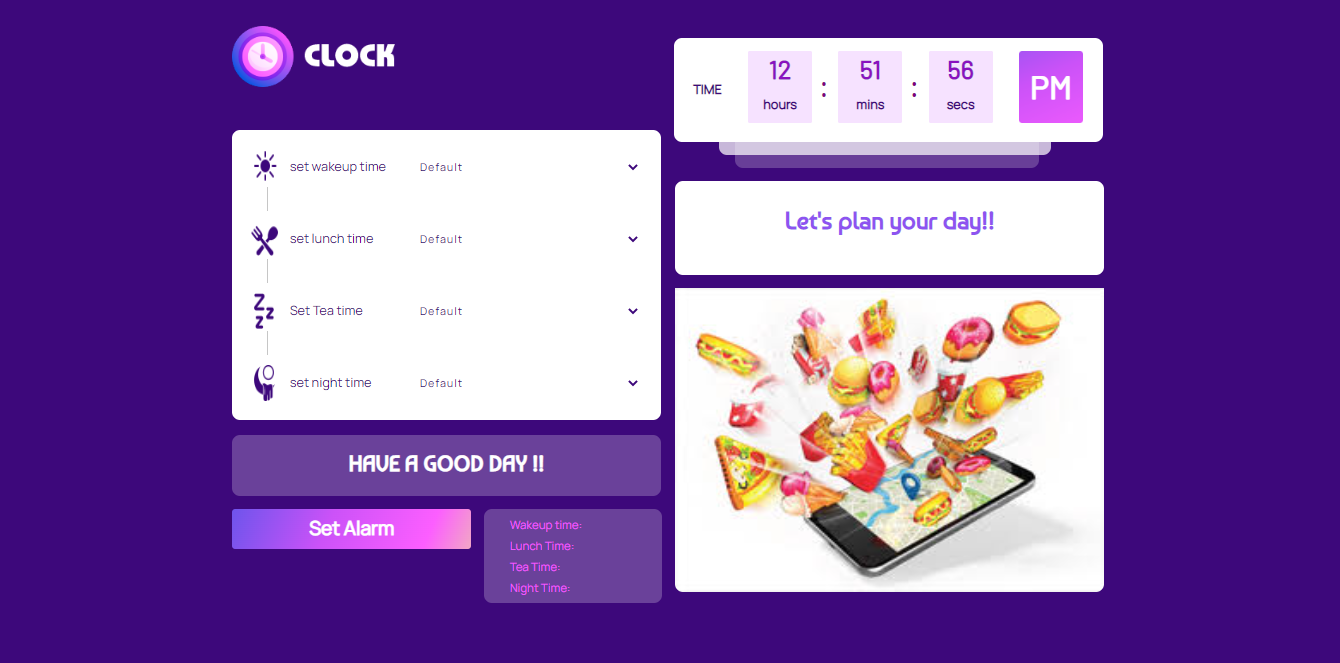 CLOCK
TIME
12 : 51 : 56
hours mins secs
PM
set wakeup time Default
set lunch time Default
Set Tea time Default
set night time Default
HAVE A GOOD DAY !!
Set Alarm
Wakeup time:
Lunch Time:
Tea Time:
Night Time:
Let's plan your day!!